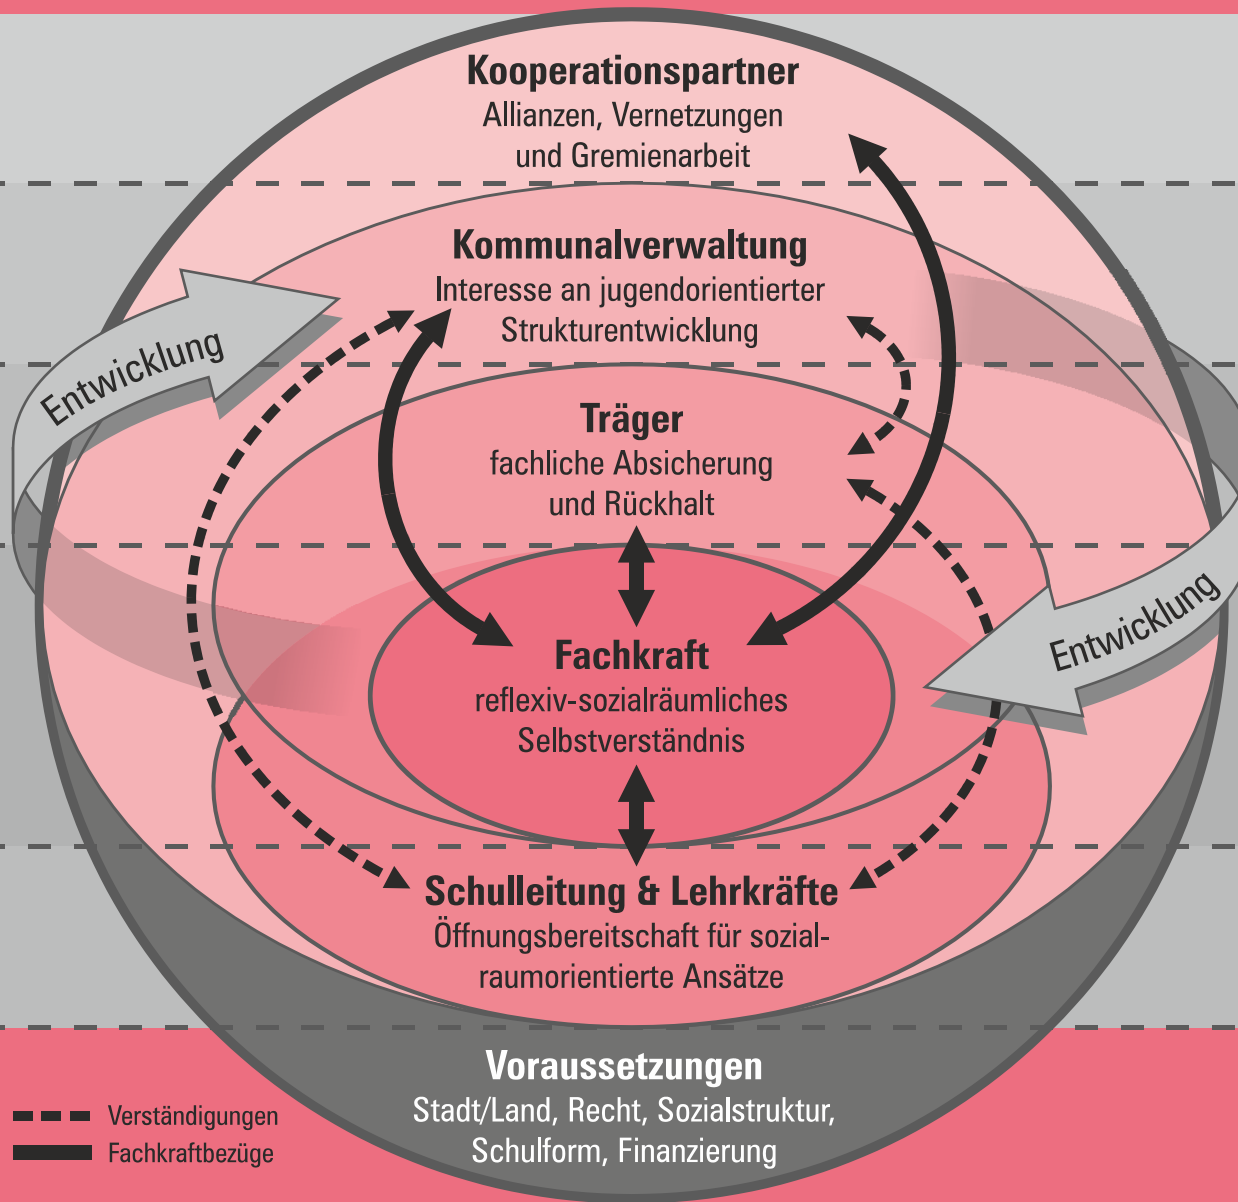 Kooperationspartner
Allianzen, Vernetzungen
und Gremienarbeit
Kommunalverwaltung
Interesse an jugendorientierter
Strukturentwicklung
Entwicklung
Träger
fachliche Absicherung
und Rückhalt
Entwicklung
Fachkraft
reflexiv-sozialräumliches
Selbstverständnis
Schulleitung & Lehrkräfte
Öffnungsbereitschaft für sozial-
raumorientierte Ansätze
Voraussetzungen
Stadt/Land, Recht, Sozialstruktur,
Schulform, Finanzierung
Verständigungen
Fachkraftbezüge